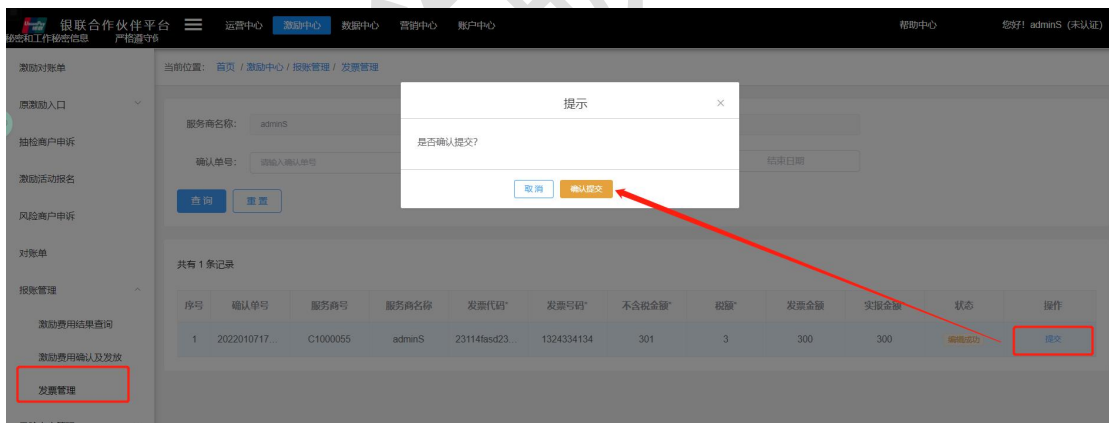 银联合作伙伴平台 运营中心 激励中心 数据中心 营销中心 账户中心 帮助中心 您好! adminS (未认证)
秘密和工作秘密信息 严格遵守
激励对账单
原激励入口
抽检商户申诉
激励活动报名
风险商户申诉
对账单
报账管理
激励费用结果查询
激励费用确认及发放
发票管理
当前位置: 首页 / 激励中心 / 报账管理 / 发票管理
服务商名称: adminS
确认单号: 请输入确认单号 结束日期
查询 重置
提示 ×
是否确认提交?
取消 确认提交
共有 1 条记录
序号 确认单号 服务商号 服务商名称 发票代码* 发票号码* 不含税金额* 税额* 发票金额 实报金额 状态 操作
1 2022010717... C1000055 adminS 23114fasd23... 1324334134 301 3 300 300 编辑成功 提交